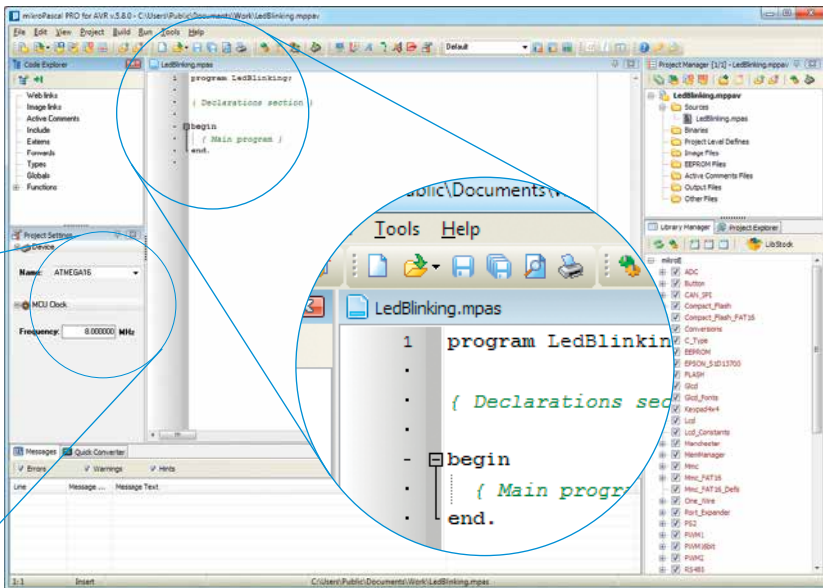 mikroPascal PRO for AVR v.5.8.0 - C:\Users\Public\Documents\Work\LedBlinking.mppav
File Edit View Project Build Run Tools Help
Default
Code Explorer
Web links
Image links
Active Comments
Include
Externs
Forwards
Types
Globals
Functions
Project Settings
Device
Name: ATMEGA16
MCU Clock
Frequency: 8.000000 MHz
LedBlinking.mpas
1 program LedBlinking;
{ Declarations section }
begin
{ Main program }
end.
Project Manager [1/1] - LedBlinking.mppav
LedBlinking.mppav
Sources
LedBlinking.mpas
Binaries
Project Level Defines
Image Files
EEPROM Files
Active Comments Files
Output Files
Other Files
Library Manager Project Explorer
LibStock
mikroE
ADC
Button
CAN_SPI
Compact_Flash
Compact_Flash_FAT16
Conversions
C_Type
EEPROM
EPSON_S1D13700
FLASH
Glcd
Glcd_Fonts
Keypad4x4
Lcd
Lcd_Constants
Manchester
MemManager
Mmc
Mmc_FAT16
Mmc_FAT16_Defs
One_Wire
Port_Expander
PS2
PWM1
PWM16bit
PWM2
RS485
\Documents\
Tools Help
LedBlinking.mpas
1 program LedBlinkin
{ Declarations sec
begin
{ Main progr
end.
Messages Quick Converter
Errors Warnings Hints
Line Message ... Message Text
1:1 Insert C:\Users\Public\Documents\Work\LedBlinking.mpas